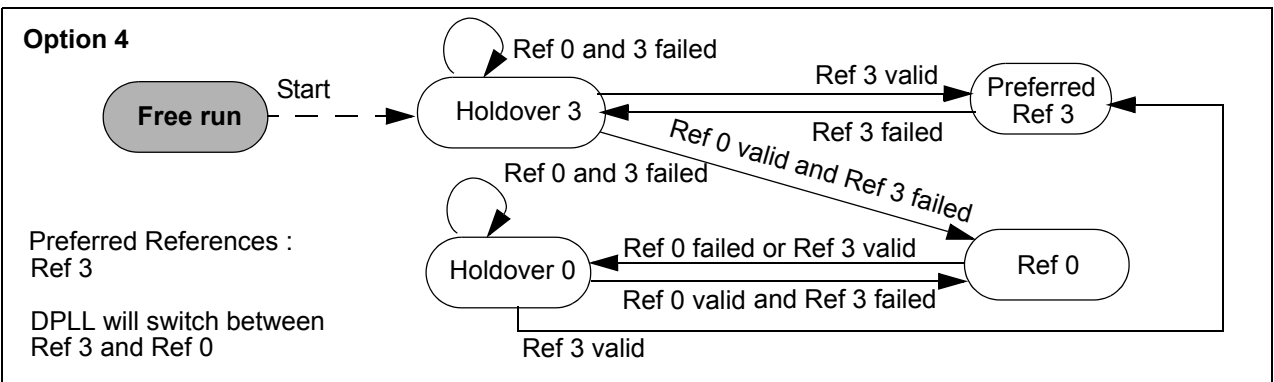 Option 4
Ref 0 and 3 failed
Start
Free run
Holdover 3
Ref 3 valid
Preferred
Ref 3
Ref 3 failed
Ref 0 valid and Ref 3 failed
Ref 0 and 3 failed
Preferred References :
Ref 3
Holdover 0
Ref 0 failed or Ref 3 valid
Ref 0
Ref 0 valid and Ref 3 failed
DPLL will switch between
Ref 3 and Ref 0
Ref 3 valid